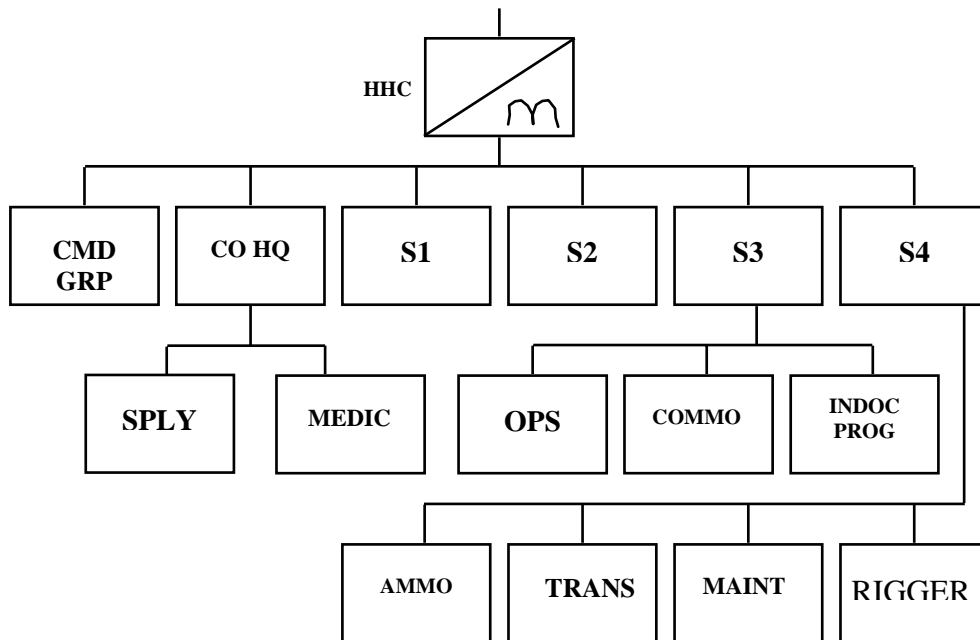 HHC
CMD
GRP
CO HQ
S1
S2
S3
S4
SPLY
MEDIC
OPS
COMMO
INDOC
PROG
AMMO
TRANS
MAINT
RIGGER